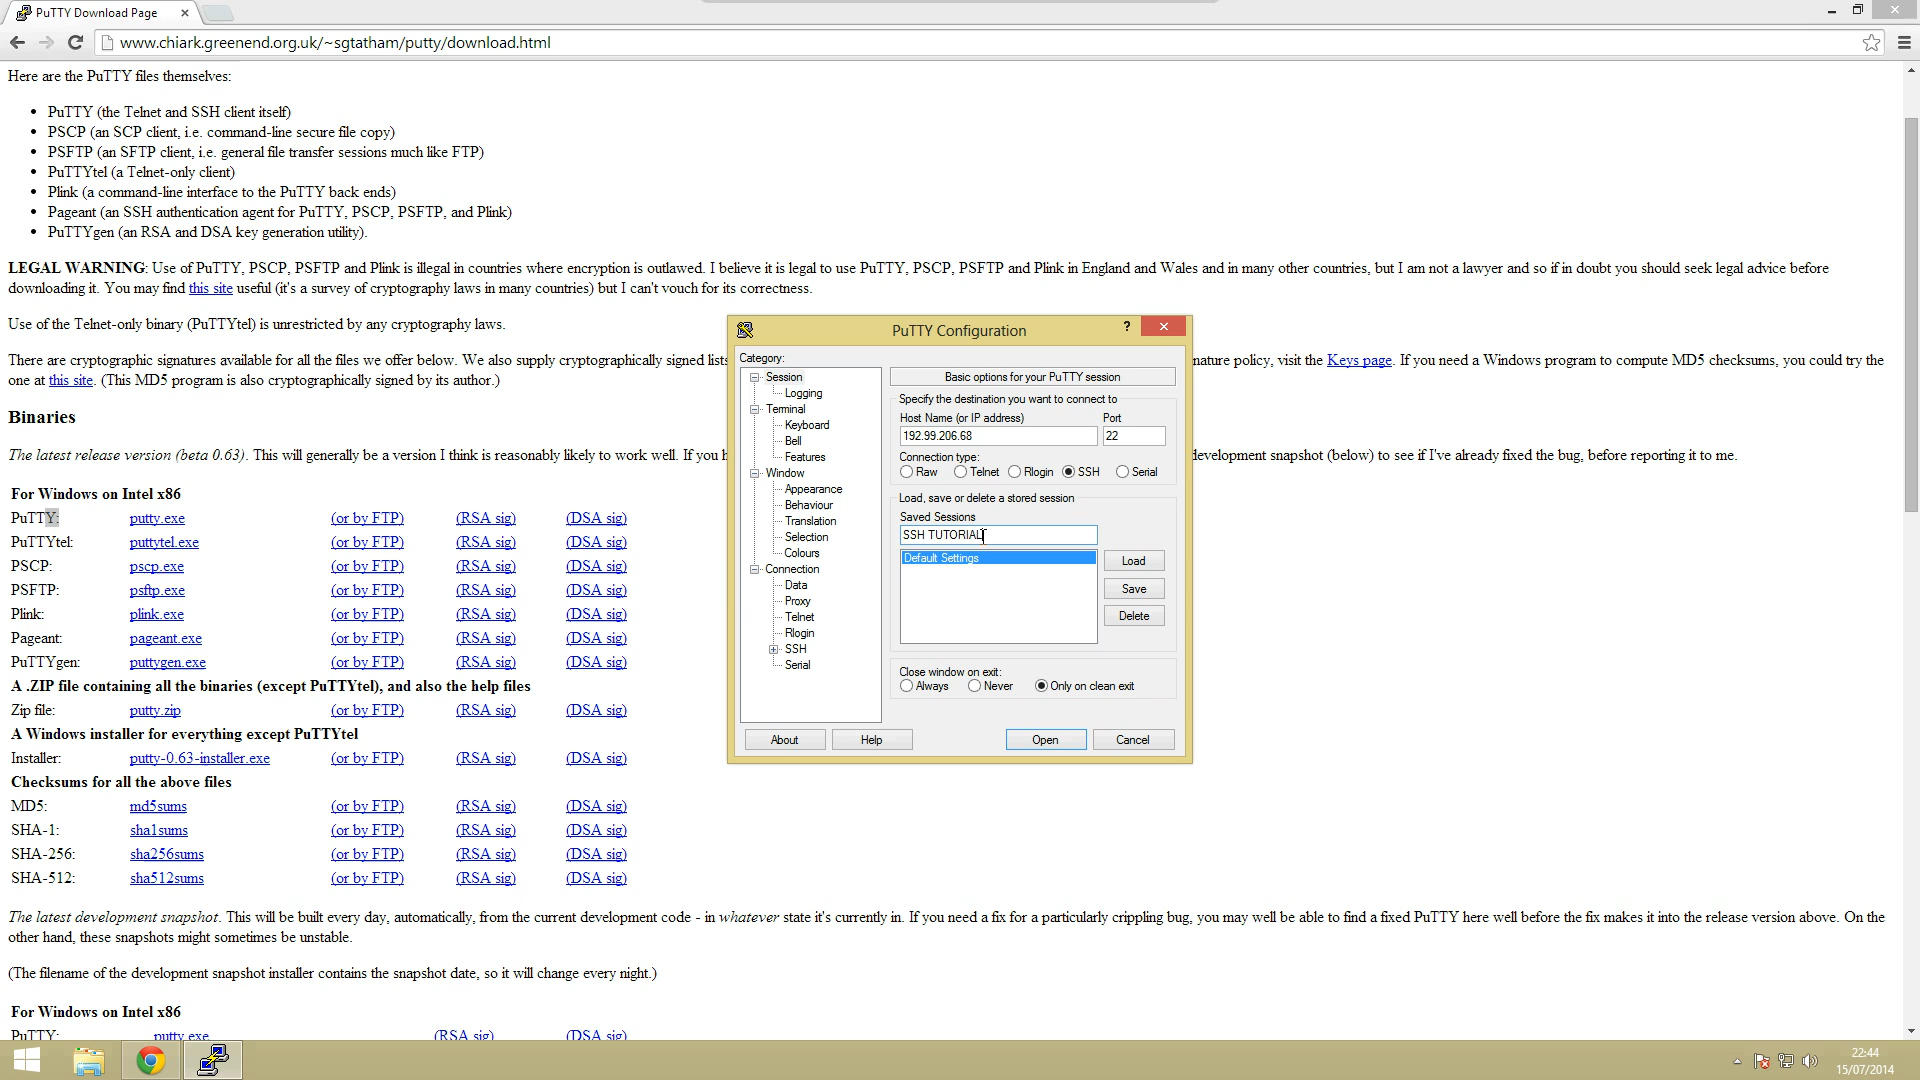 PuTTY Download Page
www.chiark.greenend.org.uk/~sgtatham/putty/download.html
Here are the PuTTY files themselves:
PuTTY (the Telnet and SSH client itself)
PSCP (an SCP client, i.e. command-line secure file copy)
PSFTP (an SFTP client, i.e. general file transfer sessions much like FTP)
PuTTYtel (a Telnet-only client)
Plink (a command-line interface to the PuTTY back ends)
Pageant (an SSH authentication agent for PuTTY, PSCP, PSFTP, and Plink)
PuTTYgen (an RSA and DSA key generation utility).
LEGAL WARNING: Use of PuTTY, PSCP, PSFTP and Plink is illegal in countries where encryption is outlawed. I believe it is legal to use PuTTY, PSCP, PSFTP and Plink in England and Wales and in many other countries, but I am not a lawyer and so if in doubt you should seek legal advice before
downloading it. You may find this site useful (it's a survey of cryptography laws in many countries) but I can't vouch for its correctness.
Use of the Telnet-only binary (PuTTYtel) is unrestricted by any cryptography laws.
There are cryptographic signatures available for all the files we offer below. We also supply cryptographically signed lists nature policy, visit the Keys page. If you need a Windows program to compute MD5 checksums, you could try the
one at this site. (This MD5 program is also cryptographically signed by its author.)
Binaries
The latest release version (beta 0.63). This will generally be a version I think is reasonably likely to work well. If you development snapshot (below) to see if I've already fixed the bug, before reporting it to me.
For Windows on Intel x86
PuTTY: putty.exe (or by FTP) (RSA sig) (DSA sig)
PuTTYtel: puttytel.exe (or by FTP) (RSA sig) (DSA sig)
PSCP: pscp.exe (or by FTP) (RSA sig) (DSA sig)
PSFTP: psftp.exe (or by FTP) (RSA sig) (DSA sig)
Plink: plink.exe (or by FTP) (RSA sig) (DSA sig)
Pageant: pageant.exe (or by FTP) (RSA sig) (DSA sig)
PuTTYgen: puttygen.exe (or by FTP) (RSA sig) (DSA sig)
A .ZIP file containing all the binaries (except PuTTYtel), and also the help files
Zip file: putty.zip (or by FTP) (RSA sig) (DSA sig)
A Windows installer for everything except PuTTYtel
Installer: putty-0.63-installer.exe (or by FTP) (RSA sig) (DSA sig)
Checksums for all the above files
MD5: md5sums (or by FTP) (RSA sig) (DSA sig)
SHA-1: sha1sums (or by FTP) (RSA sig) (DSA sig)
SHA-256: sha256sums (or by FTP) (RSA sig) (DSA sig)
SHA-512: sha512sums (or by FTP) (RSA sig) (DSA sig)
The latest development snapshot. This will be built every day, automatically, from the current development code - in whatever state it's currently in. If you need a fix for a particularly crippling bug, you may well be able to find a fixed PuTTY here well before the fix makes it into the release version above. On the
other hand, these snapshots might sometimes be unstable.
(The filename of the development snapshot installer contains the snapshot date, so it will change every night.)
For Windows on Intel x86
PuTTY: putty.exe (RSA sig) (DSA sig)
PuTTY Configuration
?
Category:
Session
Logging
Terminal
Keyboard
Bell
Features
Window
Appearance
Behaviour
Translation
Selection
Colours
Connection
Data
Proxy
Telnet
Rlogin
SSH
Serial
Basic options for your PuTTY session
Specify the destination you want to connect to
Host Name (or IP address) Port
192.99.206.68 22
Connection type:
Raw Telnet Rlogin SSH Serial
Load, save or delete a stored session
Saved Sessions
SSH TUTORIAL
Default Settings
Load
Save
Delete
Close window on exit:
Always Never Only on clean exit
About Help Open Cancel
22:44
15/07/2014